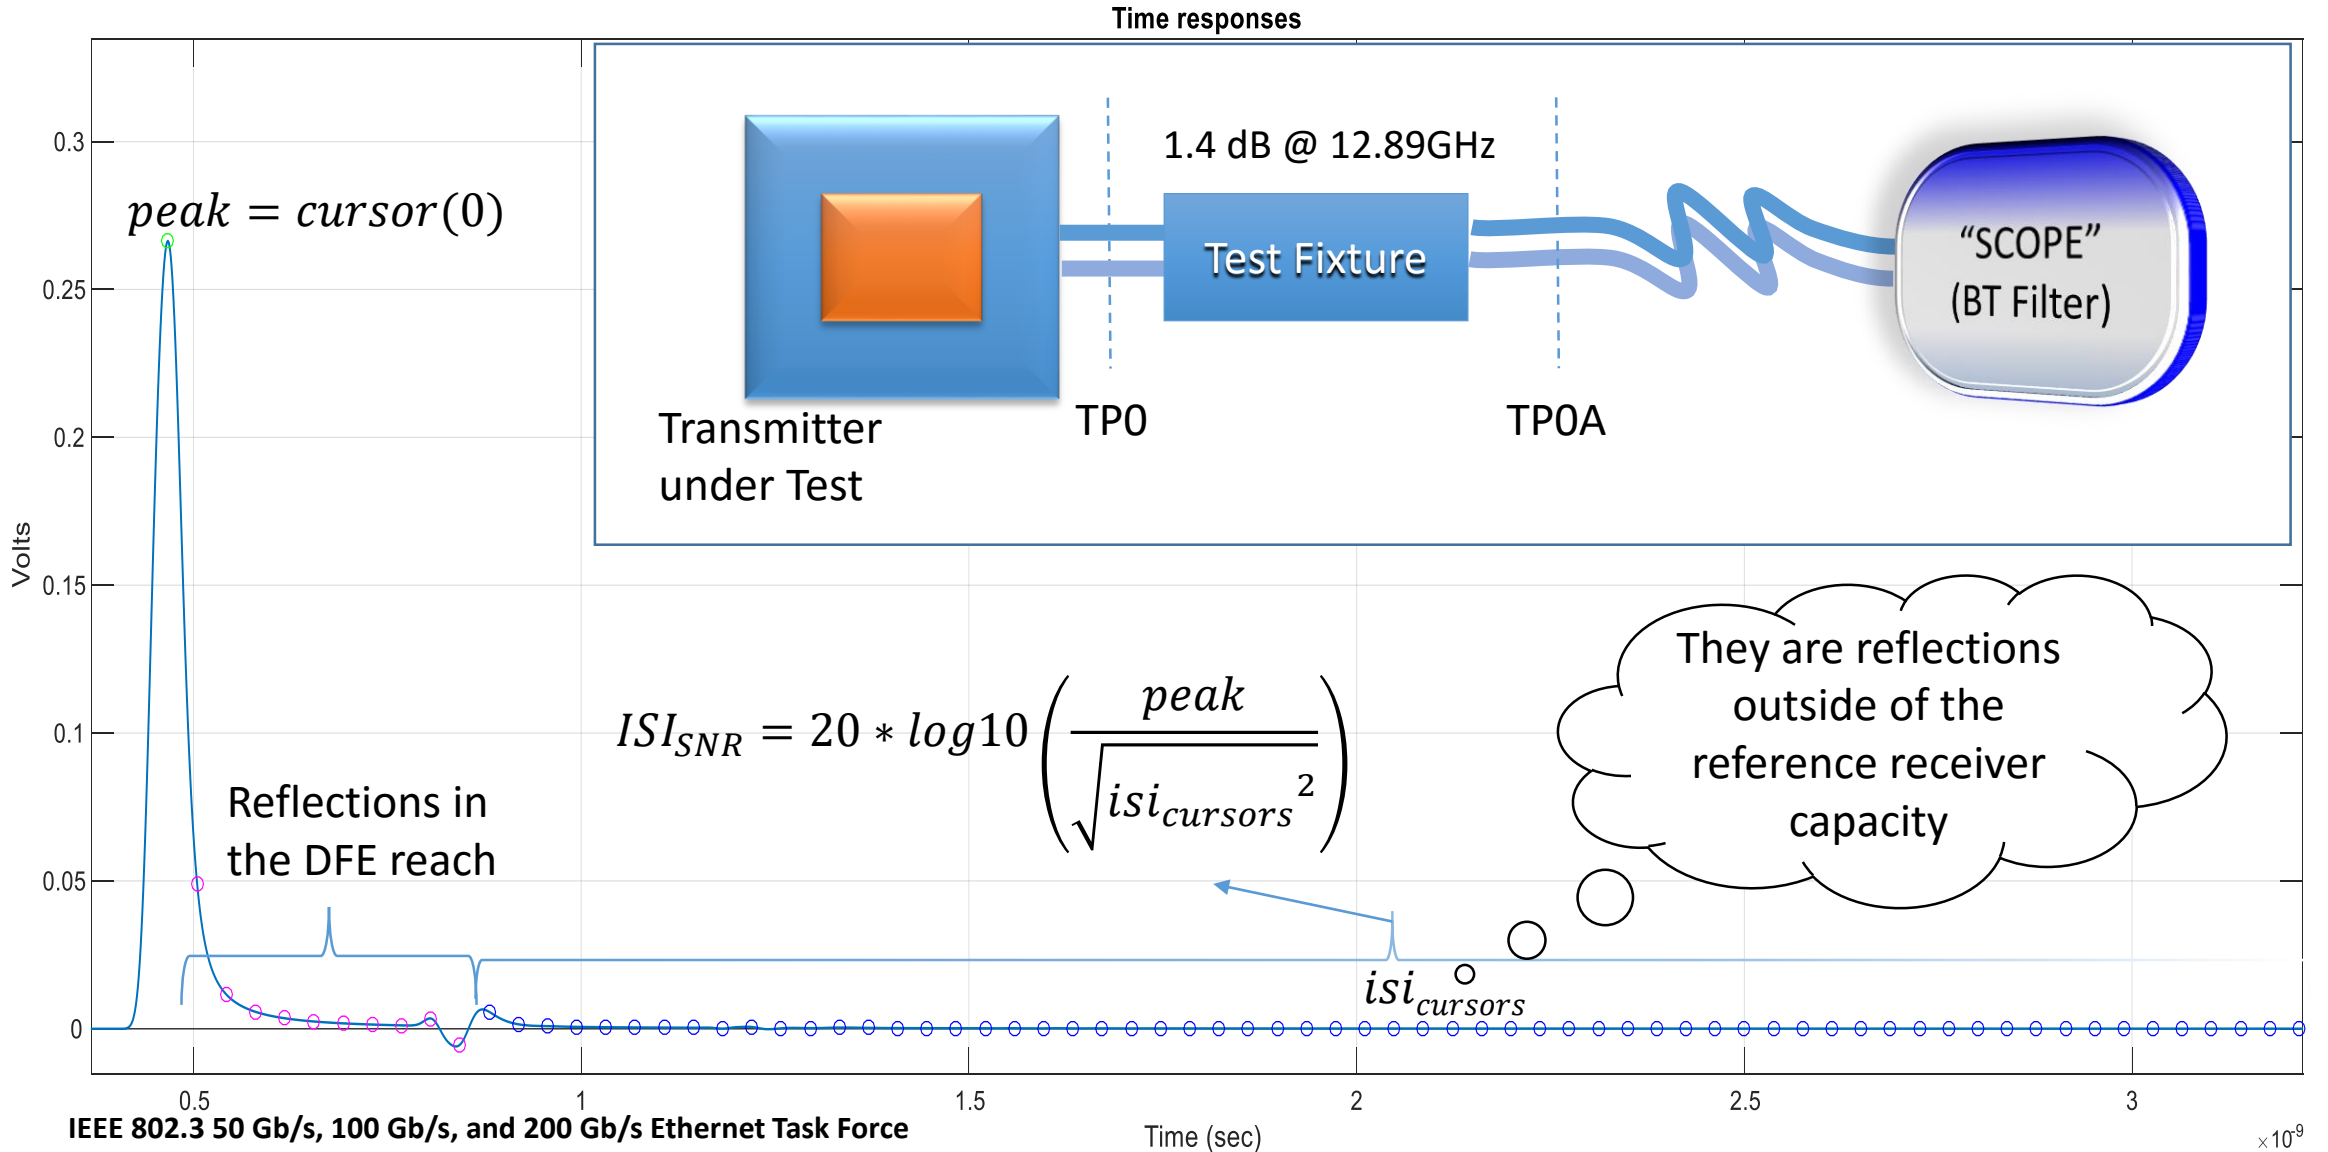 Time responses
1.4 dB @ 12.89GHz
Test Fixture
“SCOPE”
(BT Filter)
TP0
TP0A
Transmitter
under Test
peak = cursor(0)
0.3
0.25
0.2
0.15
0.1
0.05
0
Volts
ISI_SNR = 20 * log10 ( peak / √(isi_cursors²) )
They are reflections
outside of the
reference receiver
capacity
Reflections in
the DFE reach
isi_cursors
0.5 1 1.5 2 2.5 3
Time (sec)
×10⁻⁹
IEEE 802.3 50 Gb/s, 100 Gb/s, and 200 Gb/s Ethernet Task Force